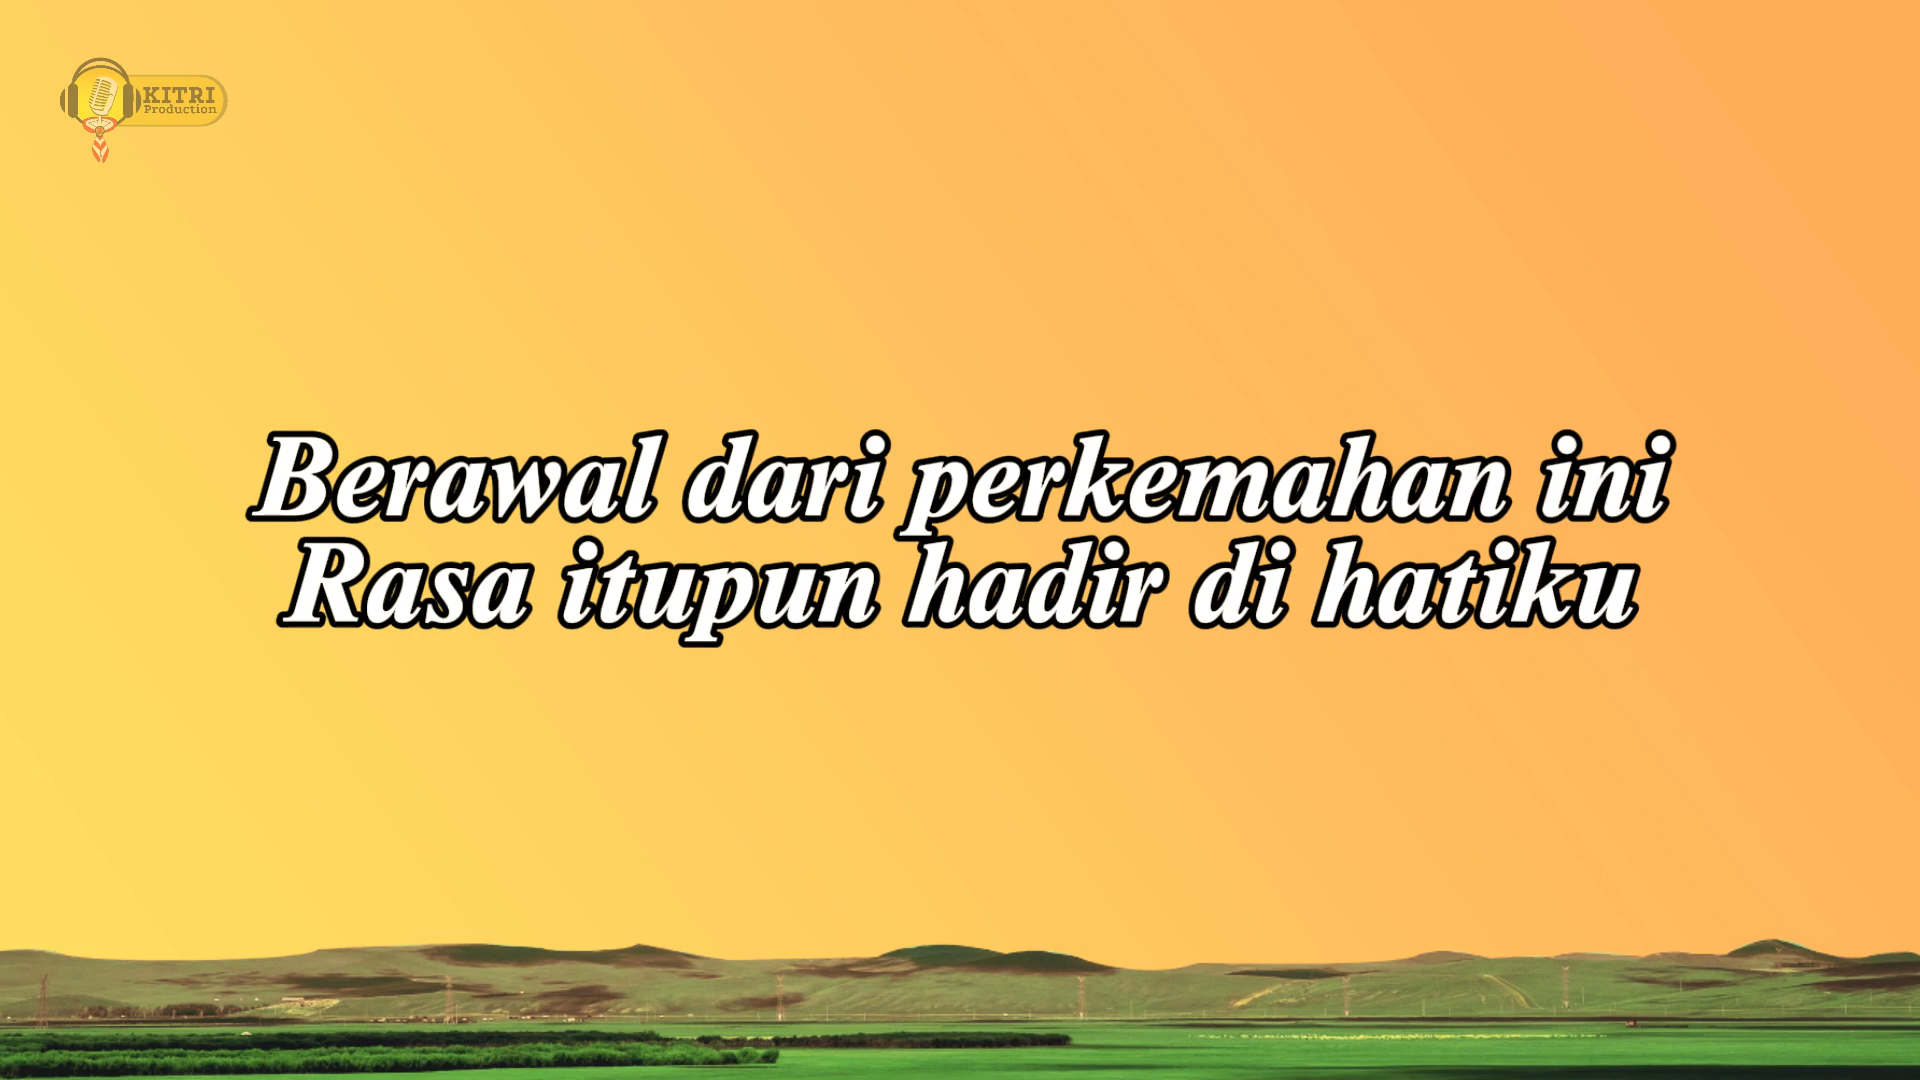 KITRI
Production
Berawal dari perkemahan ini
Rasa itupun hadir di hatiku